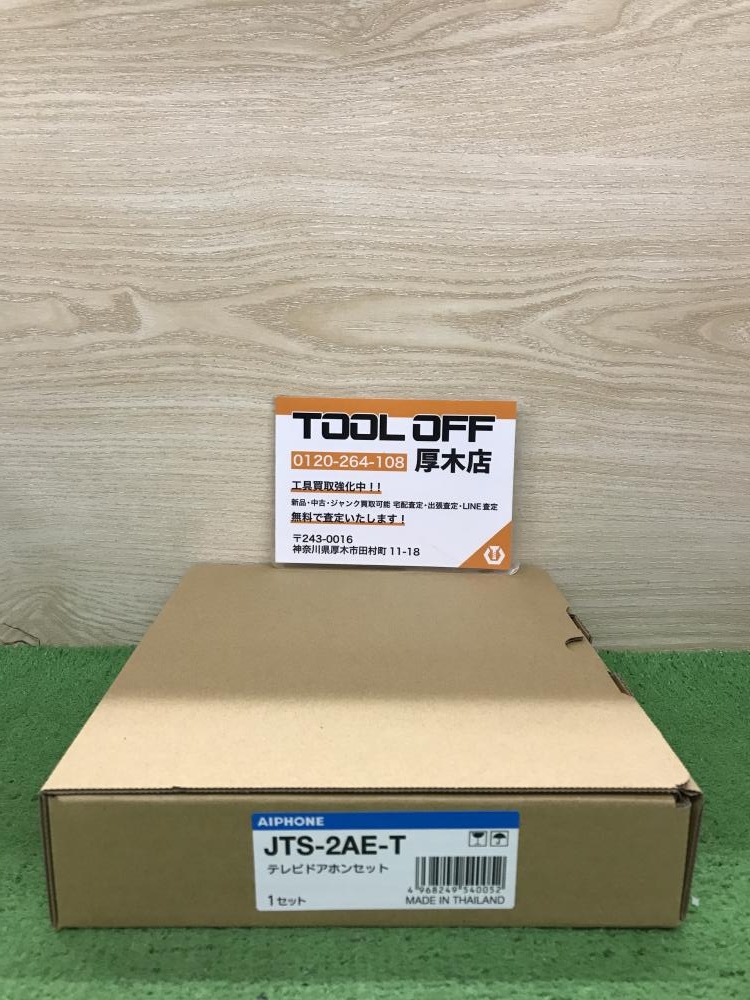 TOOL OFF
0120-264-108 厚木店
工具買取強化中！！
新品・中古・ジャンク買取可能 宅配査定・出張査定・LINE査定
無料で査定いたします！
〒243-0016
神奈川県厚木市田村町 11-18
AIPHONE
JTS-2AE-T
テレビドアホンセット
4 968249 540052
1セット
MADE IN THAILAND